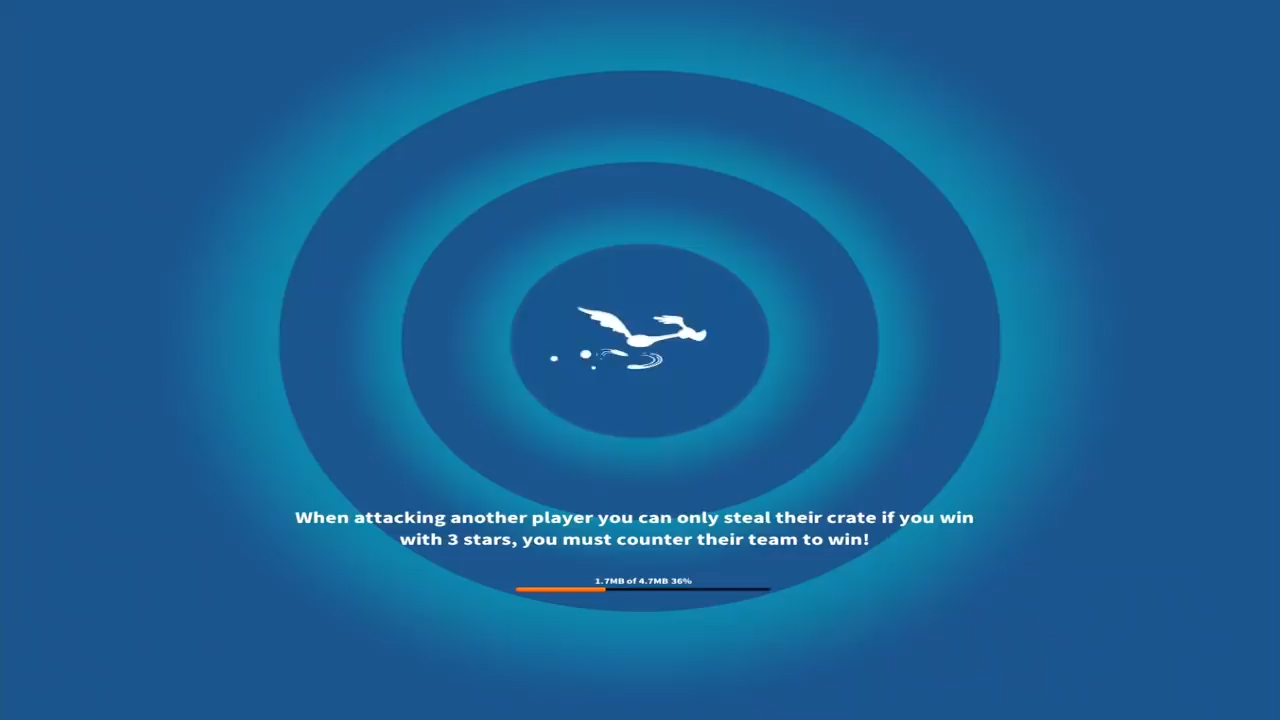 When attacking another player you can only steal their crate if you win
with 3 stars, you must counter their team to win!
1.7MB of 4.7MB 36%